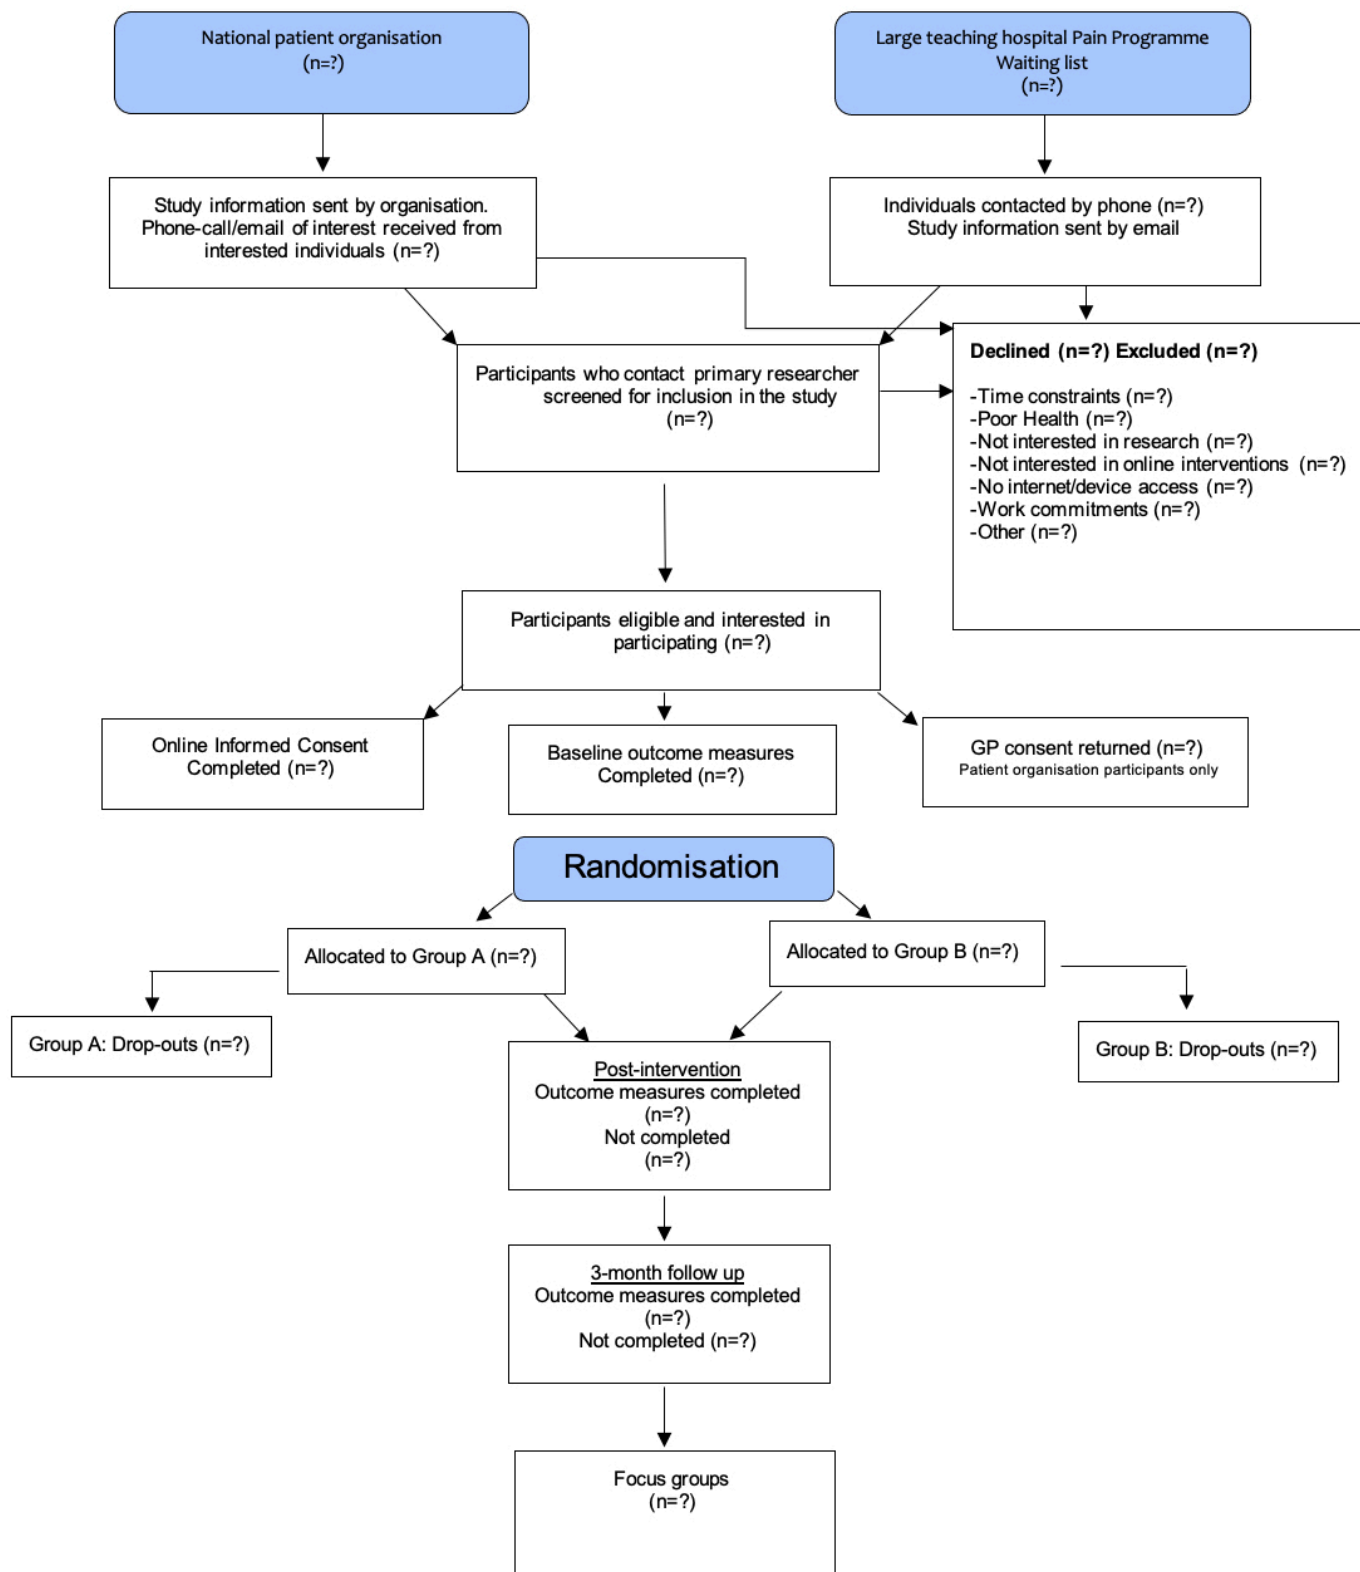 National patient organisation
(n=?)
Large teaching hospital Pain Programme
Waiting list
(n=?)
Study information sent by organisation.
Phone-call/email of interest received from
interested individuals (n=?)
Individuals contacted by phone (n=?)
Study information sent by email
Participants who contact primary researcher
screened for inclusion in the study
(n=?)
Declined (n=?) Excluded (n=?)
-Time constraints (n=?)
-Poor Health (n=?)
-Not interested in research (n=?)
-Not interested in online interventions (n=?)
-No internet/device access (n=?)
-Work commitments (n=?)
-Other (n=?)
Participants eligible and interested in
participating (n=?)
Online Informed Consent
Completed (n=?)
Baseline outcome measures
Completed (n=?)
GP consent returned (n=?)
Patient organisation participants only
Randomisation
Allocated to Group A (n=?)
Allocated to Group B (n=?)
Group A: Drop-outs (n=?)
Group B: Drop-outs (n=?)
Post-intervention
Outcome measures completed
(n=?)
Not completed
(n=?)
3-month follow up
Outcome measures completed
(n=?)
Not completed (n=?)
Focus groups
(n=?)